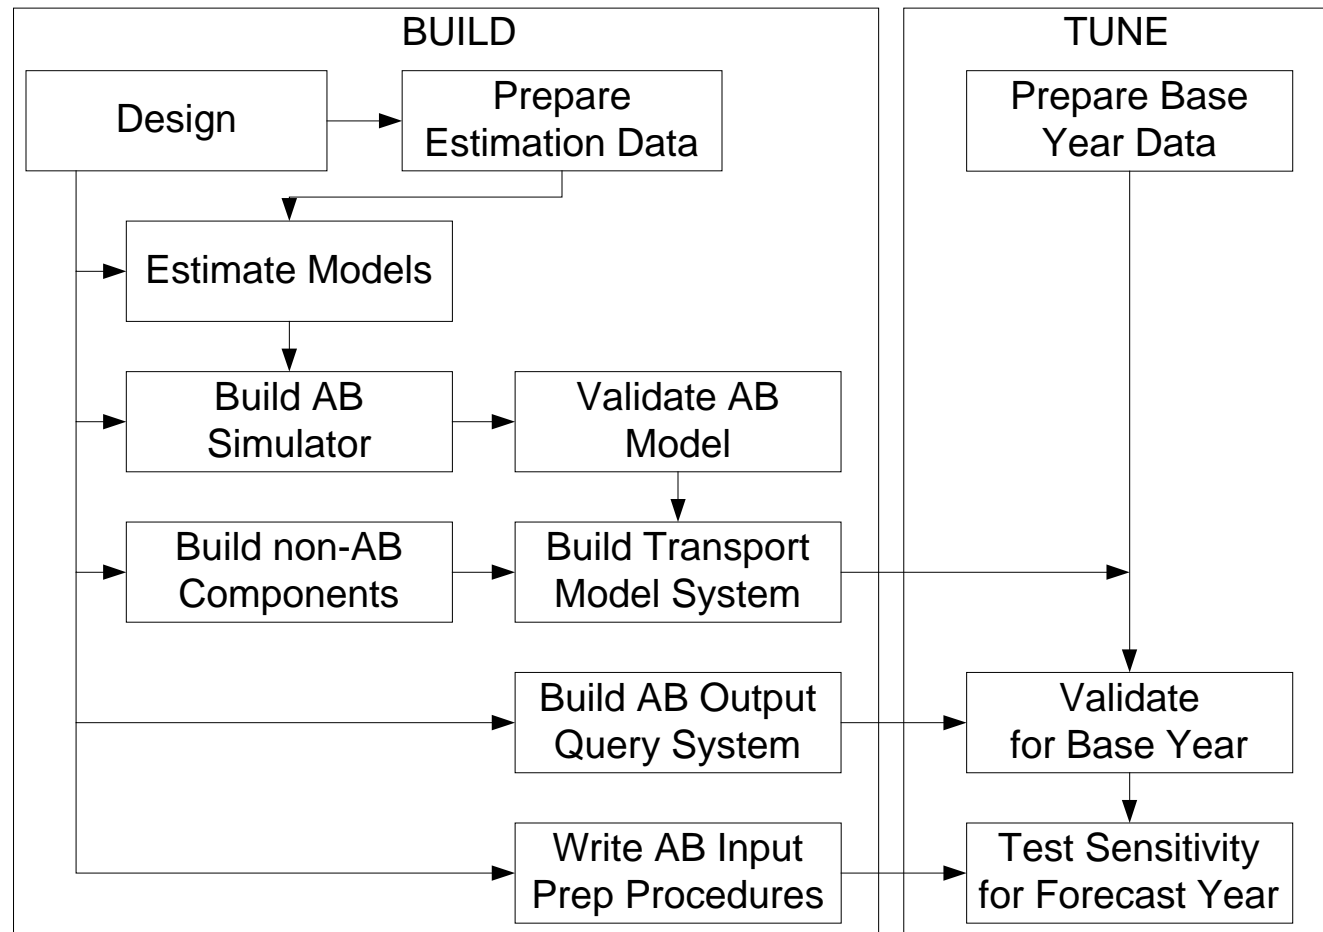 BUILD
TUNE
Design
Prepare
Estimation Data
Prepare Base
Year Data
Estimate Models
Build AB
Simulator
Validate AB
Model
Build non-AB
Components
Build Transport
Model System
Build AB Output
Query System
Validate
for Base Year
Write AB Input
Prep Procedures
Test Sensitivity
for Forecast Year